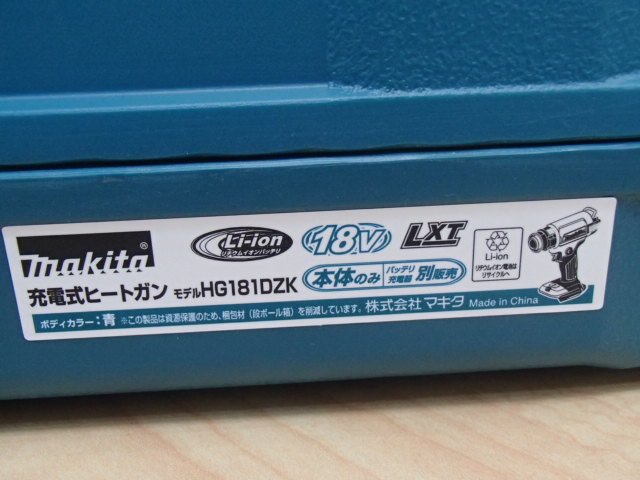 makita®
Li-ion
リチウムイオンバッテリ
18V
LXT
充電式ヒートガン モデルHG181DZK
本体のみ
バッテリ
充電器
別販売
Li-ion
リチウムイオン電池は
リサイクルへ
ボディカラー:青 ※この製品は資源保護のため、梱包材(段ボール箱)を削減しています。株式会社マキタ Made in China